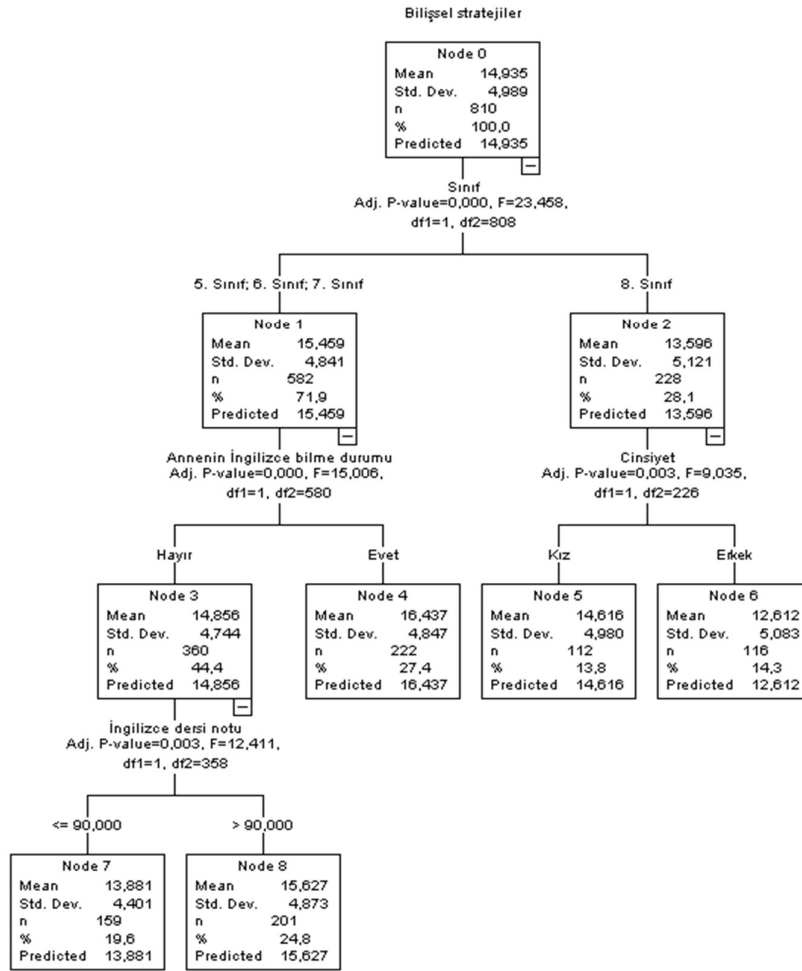 Bilişsel stratejiler
Node 0
Mean 14,935
Std. Dev. 4,989
n 810
% 100,0
Predicted 14,935
Sınıf
Adj. P-value=0,000, F=23,458,
df1=1, df2=808
5. Sınıf; 6. Sınıf; 7. Sınıf
8. Sınıf
Node 1
Mean 15,459
Std. Dev. 4,841
n 582
% 71,9
Predicted 15,459
Node 2
Mean 13,596
Std. Dev. 5,121
n 228
% 28,1
Predicted 13,596
Annenin İngilizce bilme durumu
Adj. P-value=0,000, F=15,006,
df1=1, df2=580
Cinsiyet
Adj. P-value=0,003, F=9,035,
df1=1, df2=226
Hayır
Evet
Kız
Erkek
Node 3
Mean 14,856
Std. Dev. 4,744
n 360
% 44,4
Predicted 14,856
Node 4
Mean 16,437
Std. Dev. 4,847
n 222
% 27,4
Predicted 16,437
Node 5
Mean 14,616
Std. Dev. 4,980
n 112
% 13,8
Predicted 14,616
Node 6
Mean 12,612
Std. Dev. 5,083
n 116
% 14,3
Predicted 12,612
İngilizce dersi notu
Adj. P-value=0,003, F=12,411,
df1=1, df2=358
<= 90,000
> 90,000
Node 7
Mean 13,881
Std. Dev. 4,401
n 159
% 19,6
Predicted 13,881
Node 8
Mean 15,627
Std. Dev. 4,873
n 201
% 24,8
Predicted 15,627